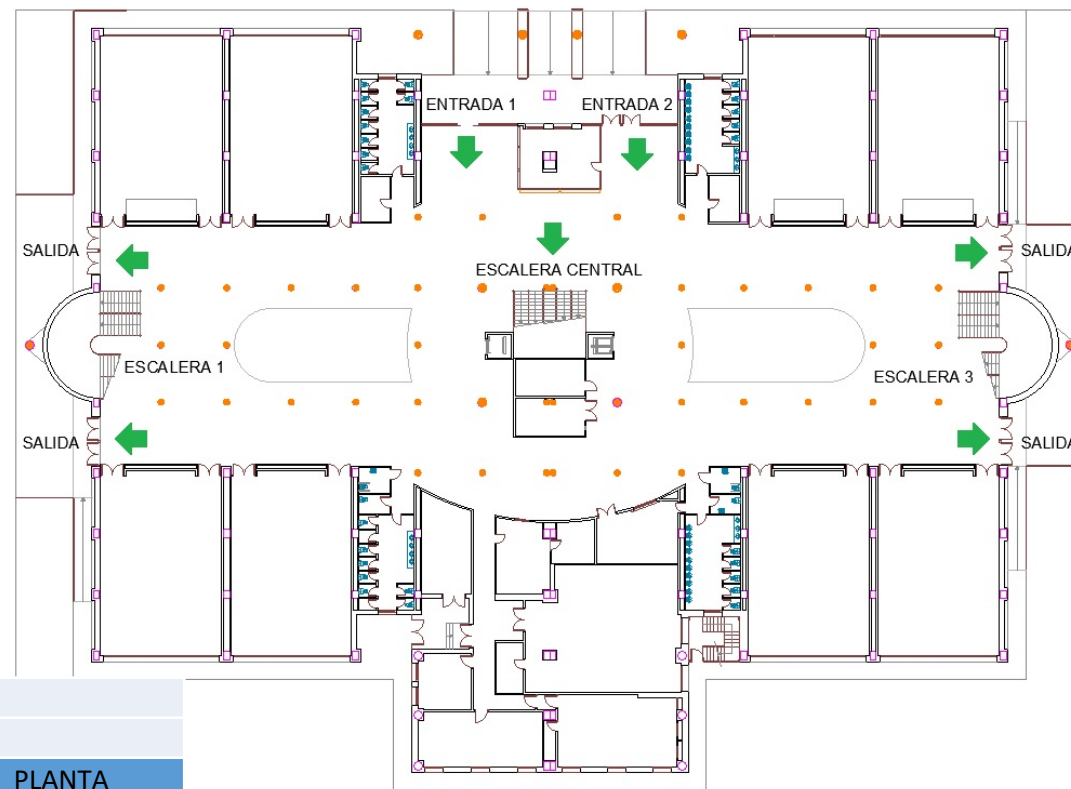 ENTRADA 1
ENTRADA 2
SALIDA
SALIDA
ESCALERA CENTRAL
ESCALERA 1
ESCALERA 3
SALIDA
SALIDA
PLANTA